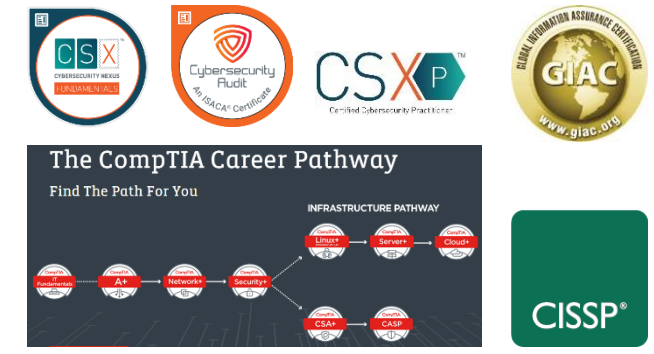 CSX™
CYBERSECURITY NEXUS
FUNDAMENTALS
Cybersecurity
Audit
An ISACA® Certificate
CSXP™
Certified Cybersecurity Practitioner
GLOBAL INFORMATION ASSURANCE CERTIFICATION
GIAC
www.giac.org
The CompTIA Career Pathway
Find The Path For You
INFRASTRUCTURE PATHWAY
CompTIA
Linux+
CompTIA
Server+
CompTIA
Cloud+
CompTIA
IT
Fundamentals
CompTIA
A+
CompTIA
Network+
CompTIA
Security+
CompTIA
CSA+
CompTIA
CASP
CISSP®